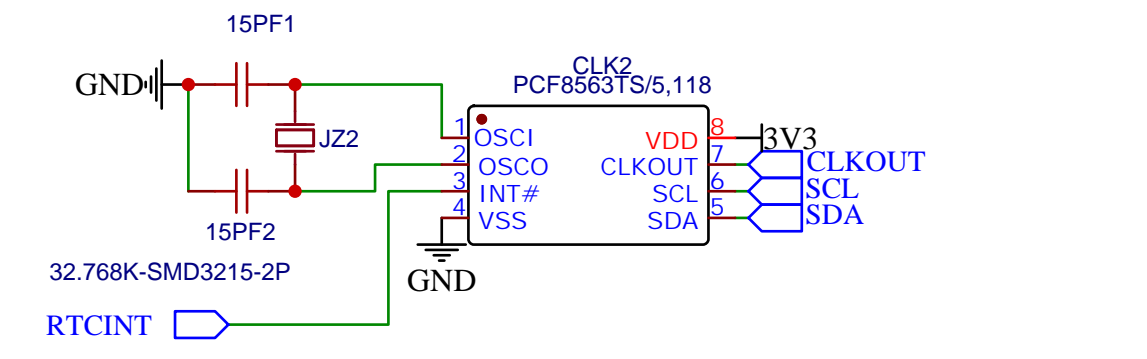 15PF1
CLK2
PCF8563TS/5,118
GND
1 OSCI
VDD 8
3V3
JZ2
2 OSCO
CLKOUT 7
CLKOUT
3 INT#
SCL 6
SCL
4 VSS
SDA 5
SDA
15PF2
32.768K-SMD3215-2P
GND
RTCINT